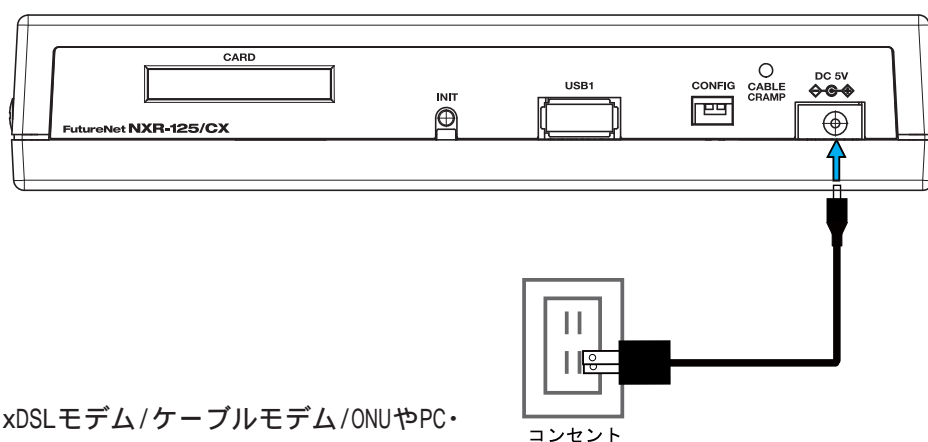 CARD
INIT
USB1
CONFIG
CABLE
CRAMP
DC 5V
FutureNet NXR-125/CX
xDSLモデム/ケーブルモデム/ONUやPC・
コンセント